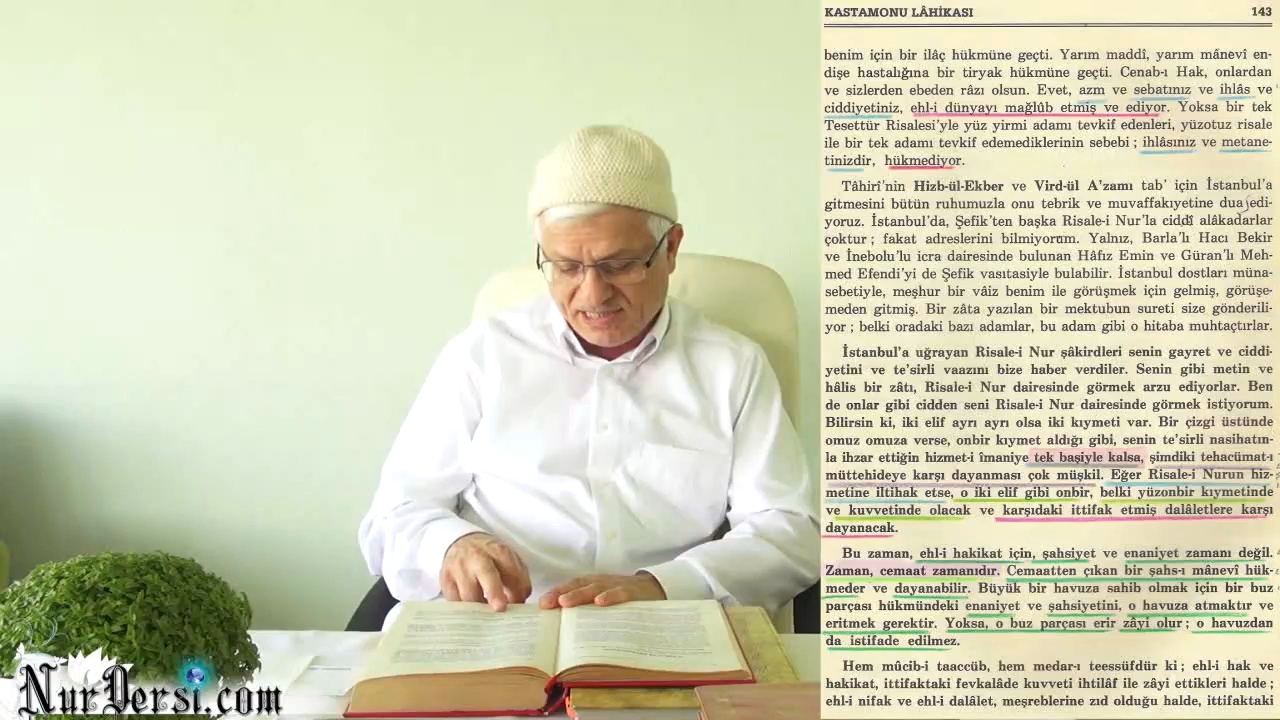 KASTAMONU LÂHİKASI 143
benim için bir ilâç hükmüne geçti. Yarım maddî, yarım mânevî en-
dişe hastalığına bir tiryak hükmüne geçti. Cenab-ı Hak, onlardan
ve sizlerden ebeden râzı olsun. Evet, azm ve sebatınız ve ihlâs ve
ciddiyetiniz, ehl-i dünyayı mağlûb etmiş ve ediyor. Yoksa bir tek
Tesettür Risalesi'yle yüz yirmi adamı tevkif edenleri, yüzotuz risale
ile bir tek adamı tevkif edemediklerinin sebebi; ihlâsınız ve metane-
tinizdir, hükmediyor.
Tâhirî'nin Hizb-ül-Ekber ve Vird-ül A'zamı tab' için İstanbul'a
gitmesini bütün ruhumuzla onu tebrik ve muvaffakıyetine dua edi-
yoruz. İstanbul'da, Şefik'ten başka Risale-i Nur'la ciddî alâkadarlar
çoktur; fakat adreslerini bilmiyorum. Yalnız, Barla'lı Hacı Bekir
ve İnebolu'lu icra dairesinde bulunan Hâfız Emin ve Güran'lı Meh-
med Efendi'yi de Şefik vasıtasiyle bulabilir. İstanbul dostları müna-
sebetiyle, meşhur bir vâiz benim ile görüşmek için gelmiş, görüşe-
meden gitmiş. Bir zâta yazılan bir mektubun sureti size gönderili-
yor; belki oradaki bazı adamlar, bu adam gibi o hitaba muhtaçtırlar.
İstanbul'a uğrayan Risale-i Nur şâkirdleri senin gayret ve ciddi-
yetini ve te'sirli vaazını bize haber verdiler. Senin gibi metin ve
hâlis bir zâtı, Risale-i Nur dairesinde görmek arzu ediyorlar. Ben
de onlar gibi cidden seni Risale-i Nur dairesinde görmek istiyorum.
Bilirsin ki, iki elif ayrı ayrı olsa iki kıymeti var. Bir çizgi üstünde
omuz omuza verse, onbir kıymet aldığı gibi, senin te'sirli nasihatın-
la ihzar ettiğin hizmet-i îmaniye tek başiyle kalsa, şimdiki tehacümat-ı
müttehideye karşı dayanması çok müşkil. Eğer Risale-i Nurun hiz-
metine iltihak etse, o iki elif gibi onbir, belki yüzonbir kıymetinde
ve kuvvetinde olacak ve karşıdaki ittifak etmiş dalâletlere karşı
dayanacak.
Bu zaman, ehl-i hakikat için, şahsiyet ve enaniyet zamanı değil.
Zaman, cemaat zamanıdır. Cemaatten çıkan bir şahs-ı mânevî hük-
meder ve dayanabilir. Büyük bir havuza sahib olmak için bir buz
parçası hükmündeki enaniyet ve şahsiyetini, o havuza atmaktır ve
eritmek gerektir. Yoksa, o buz parçası erir zâyi olur; o havuzdan
da istifade edilmez.
Hem mûcib-i taaccüb, hem medar-ı teessüfdür ki; ehl-i hak ve
hakikat, ittifaktaki fevkalâde kuvveti ihtilâf ile zâyi ettikleri halde;
ehl-i nifak ve ehl-i dalâlet, meşreblerine zıd olduğu halde, ittifaktaki
NurDersi.com